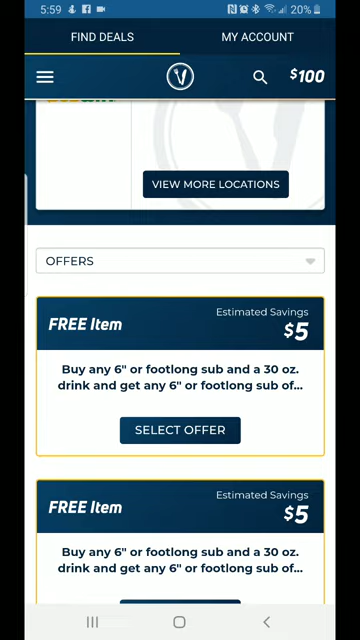 5:59
20%
FIND DEALS
MY ACCOUNT
$100
VIEW MORE LOCATIONS
OFFERS
FREE Item
Estimated Savings
$5
Buy any 6" or footlong sub and a 30 oz.
drink and get any 6" or footlong sub of...
SELECT OFFER
FREE Item
Estimated Savings
$5
Buy any 6" or footlong sub and a 30 oz.
drink and get any 6" or footlong sub of...